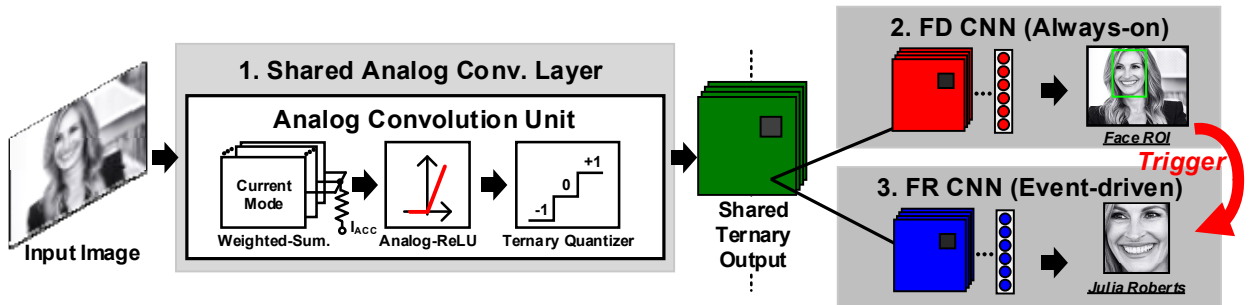 Input Image
1. Shared Analog Conv. Layer
Analog Convolution Unit
Current
Mode
I_ACC
Weighted-Sum.
Analog-ReLU
+1
0
-1
Ternary Quantizer
Shared
Ternary
Output
2. FD CNN (Always-on)
Face ROI
Trigger
3. FR CNN (Event-driven)
Julia Roberts